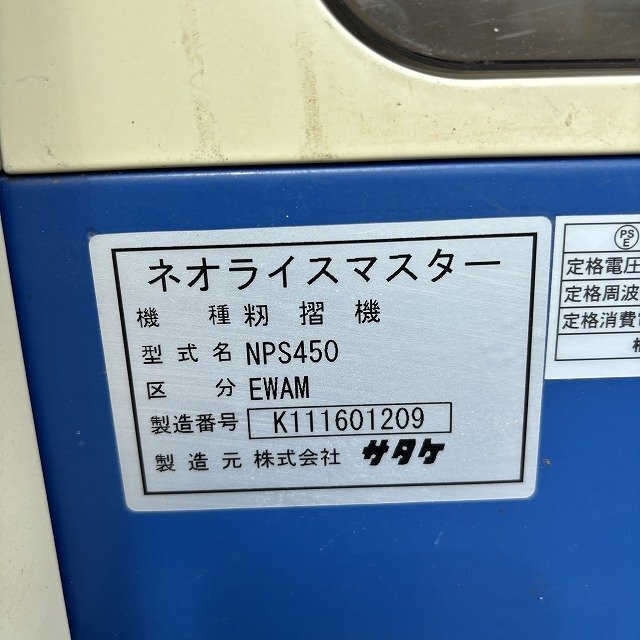 ネオライスマスター
機種 籾摺機
型式名 NPS450
区分 EWAM
製造番号 K111601209
製造元 株式会社 サタケ
PS
E
定格電圧
定格周波
定格消費